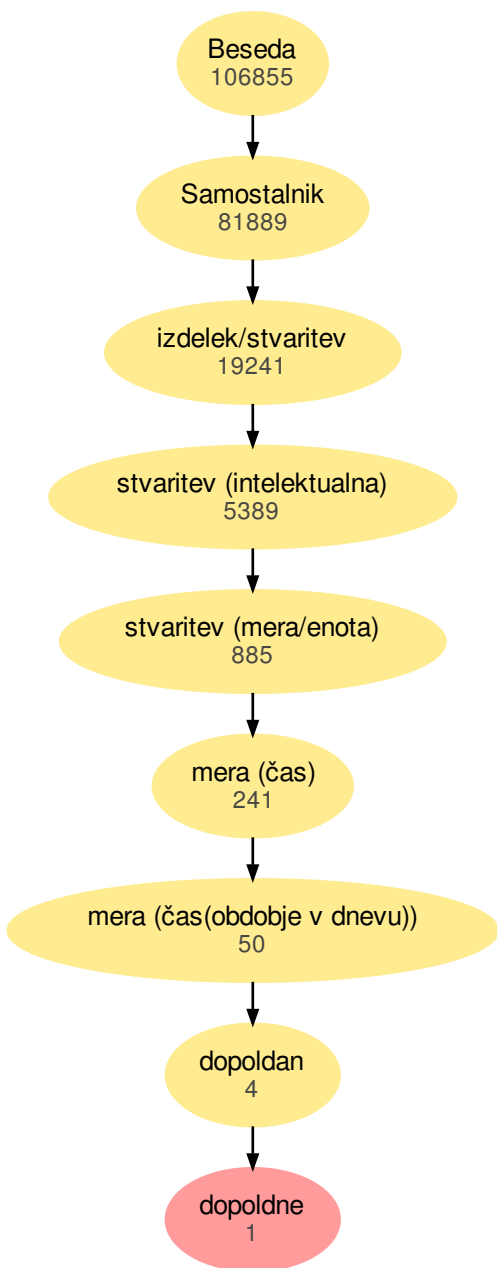 Beseda
106855
Samostalnik
81889
izdelek/stvaritev
19241
stvaritev (intelektualna)
5389
stvaritev (mera/enota)
885
mera (čas)
241
mera (čas(obdobje v dnevu))
50
dopoldan
4
dopoldne
1